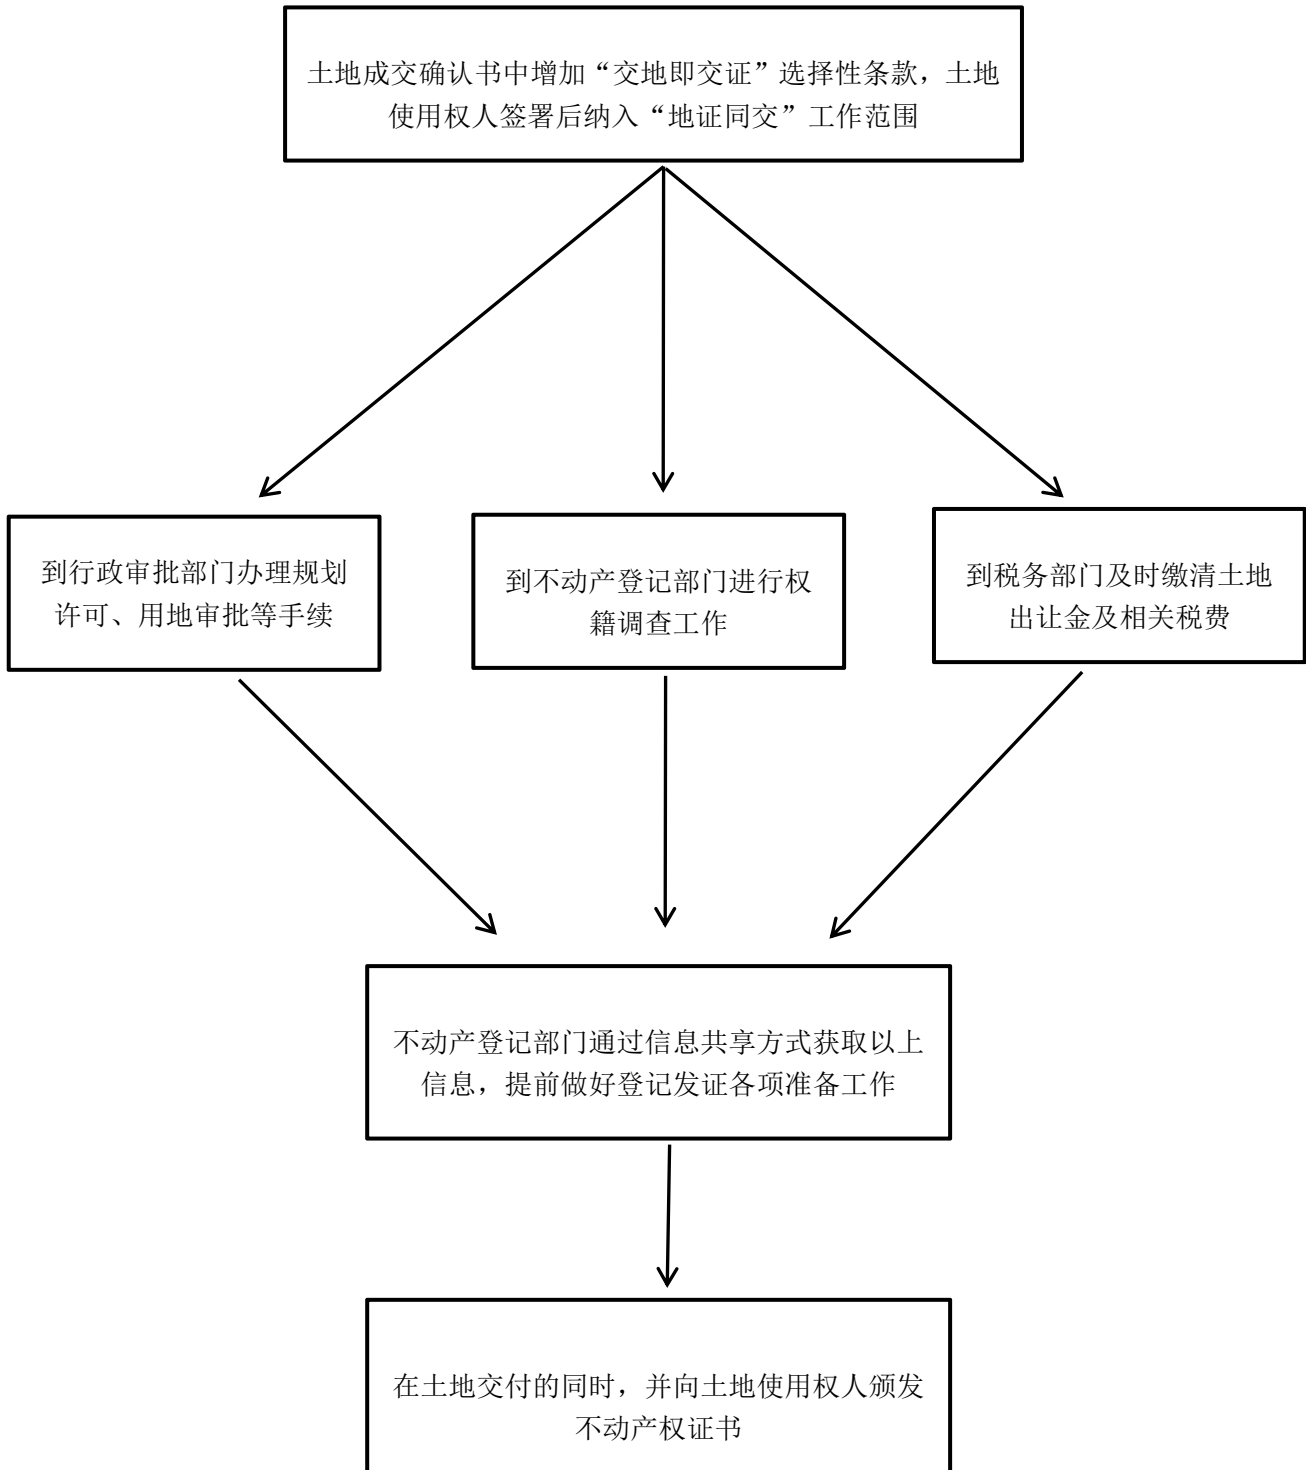 土地成交确认书中增加“交地即交证”选择性条款，土地
使用权人签署后纳入“地证同交”工作范围
到行政审批部门办理规划
许可、用地审批等手续
到不动产登记部门进行权
籍调查工作
到税务部门及时缴清土地
出让金及相关税费
不动产登记部门通过信息共享方式获取以上
信息，提前做好登记发证各项准备工作
在土地交付的同时，并向土地使用权人颁发
不动产权证书